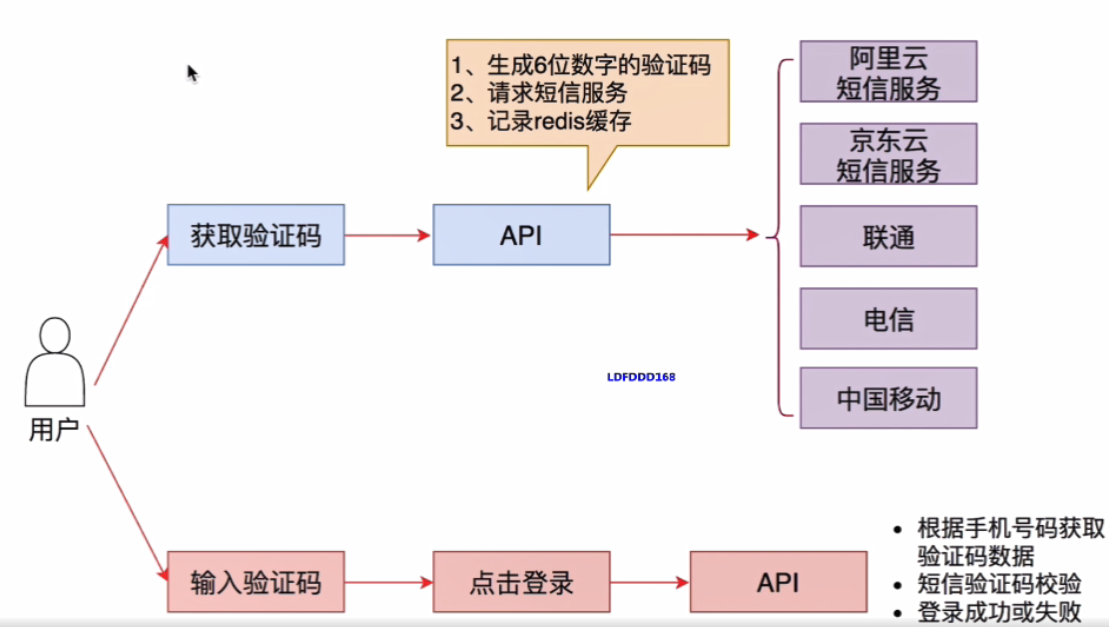 1、生成6位数字的验证码
2、请求短信服务
3、记录redis缓存
阿里云
短信服务
京东云
短信服务
获取验证码
API
联通
电信
LDFDDD168
中国移动
用户
输入验证码
点击登录
API
• 根据手机号码获取
验证码数据
• 短信验证码校验
• 登录成功或失败